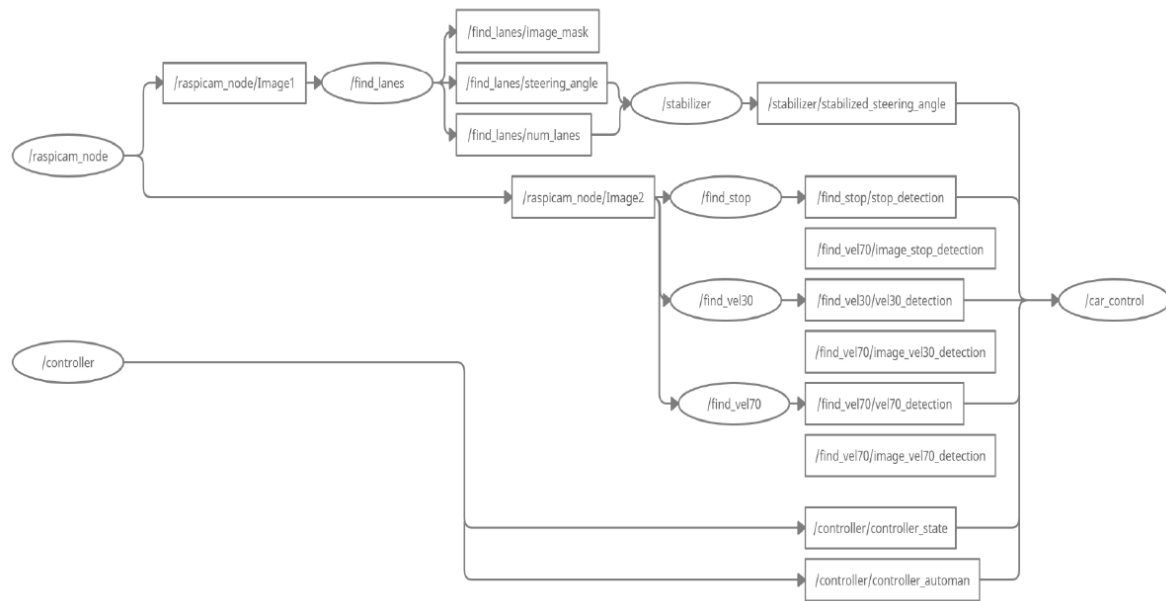 /find_lanes/image_mask
/raspicam_node/Image1
/find_lanes
/find_lanes/steering_angle
/stabilizer
/stabilizer/stabilized_steering_angle
/find_lanes/num_lanes
/raspicam_node
/raspicam_node/Image2
/find_stop
/find_stop/stop_detection
/find_vel70/image_stop_detection
/find_vel30
/find_vel30/vel30_detection
/car_control
/find_vel70/image_vel30_detection
/controller
/find_vel70
/find_vel70/vel70_detection
/find_vel70/image_vel70_detection
/controller/controller_state
/controller/controller_automan